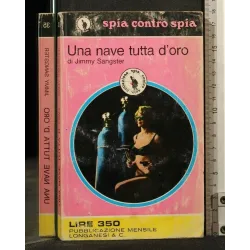 spia contro spia
Una nave tutta d'oro
di Jimmy Sangster
LIRE 350
PUBBLICAZIONE MENSILE
LONGANESI & C.
UNA NAVE TUTTA D'ORO